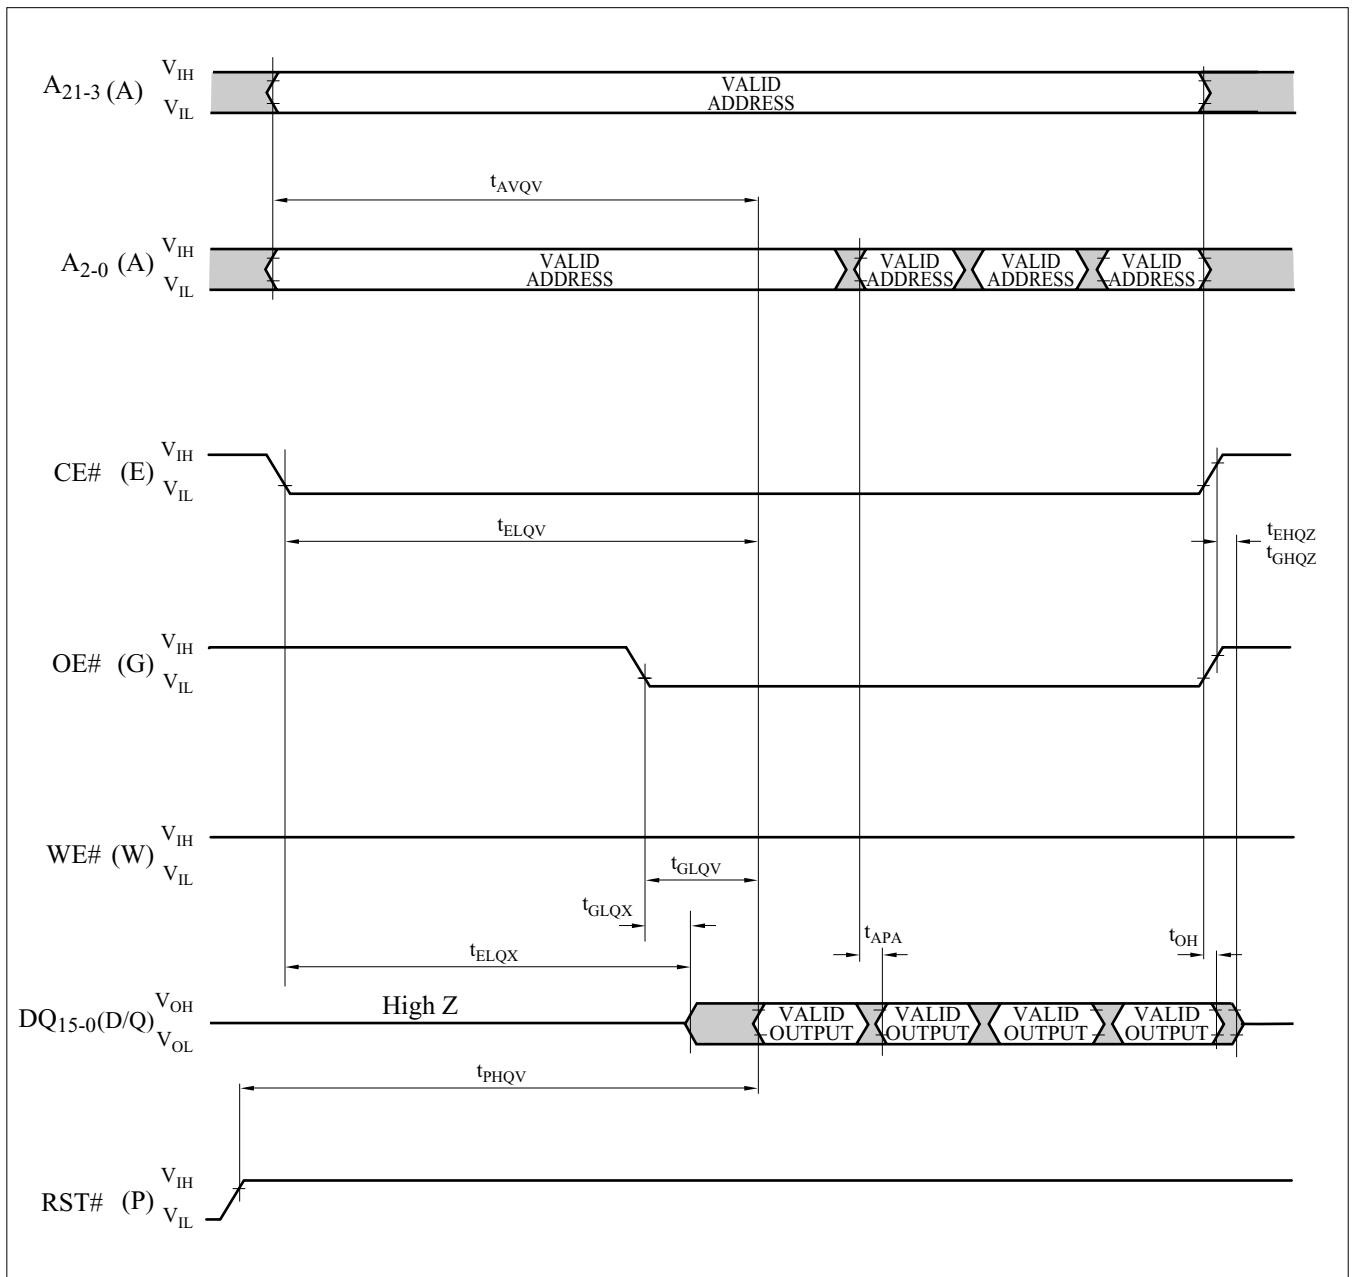 A21-3 (A) VIH VIL VALID ADDRESS
tAVQV
A2-0 (A) VIH VIL VALID ADDRESS VALID ADDRESS VALID ADDRESS VALID ADDRESS
CE# (E) VIH VIL
tELQV
tEHQZ
tGHQZ
OE# (G) VIH VIL
WE# (W) VIH VIL
tGLQV
tGLQX
tAPA
tOH
tELQX
DQ15-0 (D/Q) VOH VOL High Z VALID OUTPUT VALID OUTPUT VALID OUTPUT VALID OUTPUT
tPHQV
RST# (P) VIH VIL